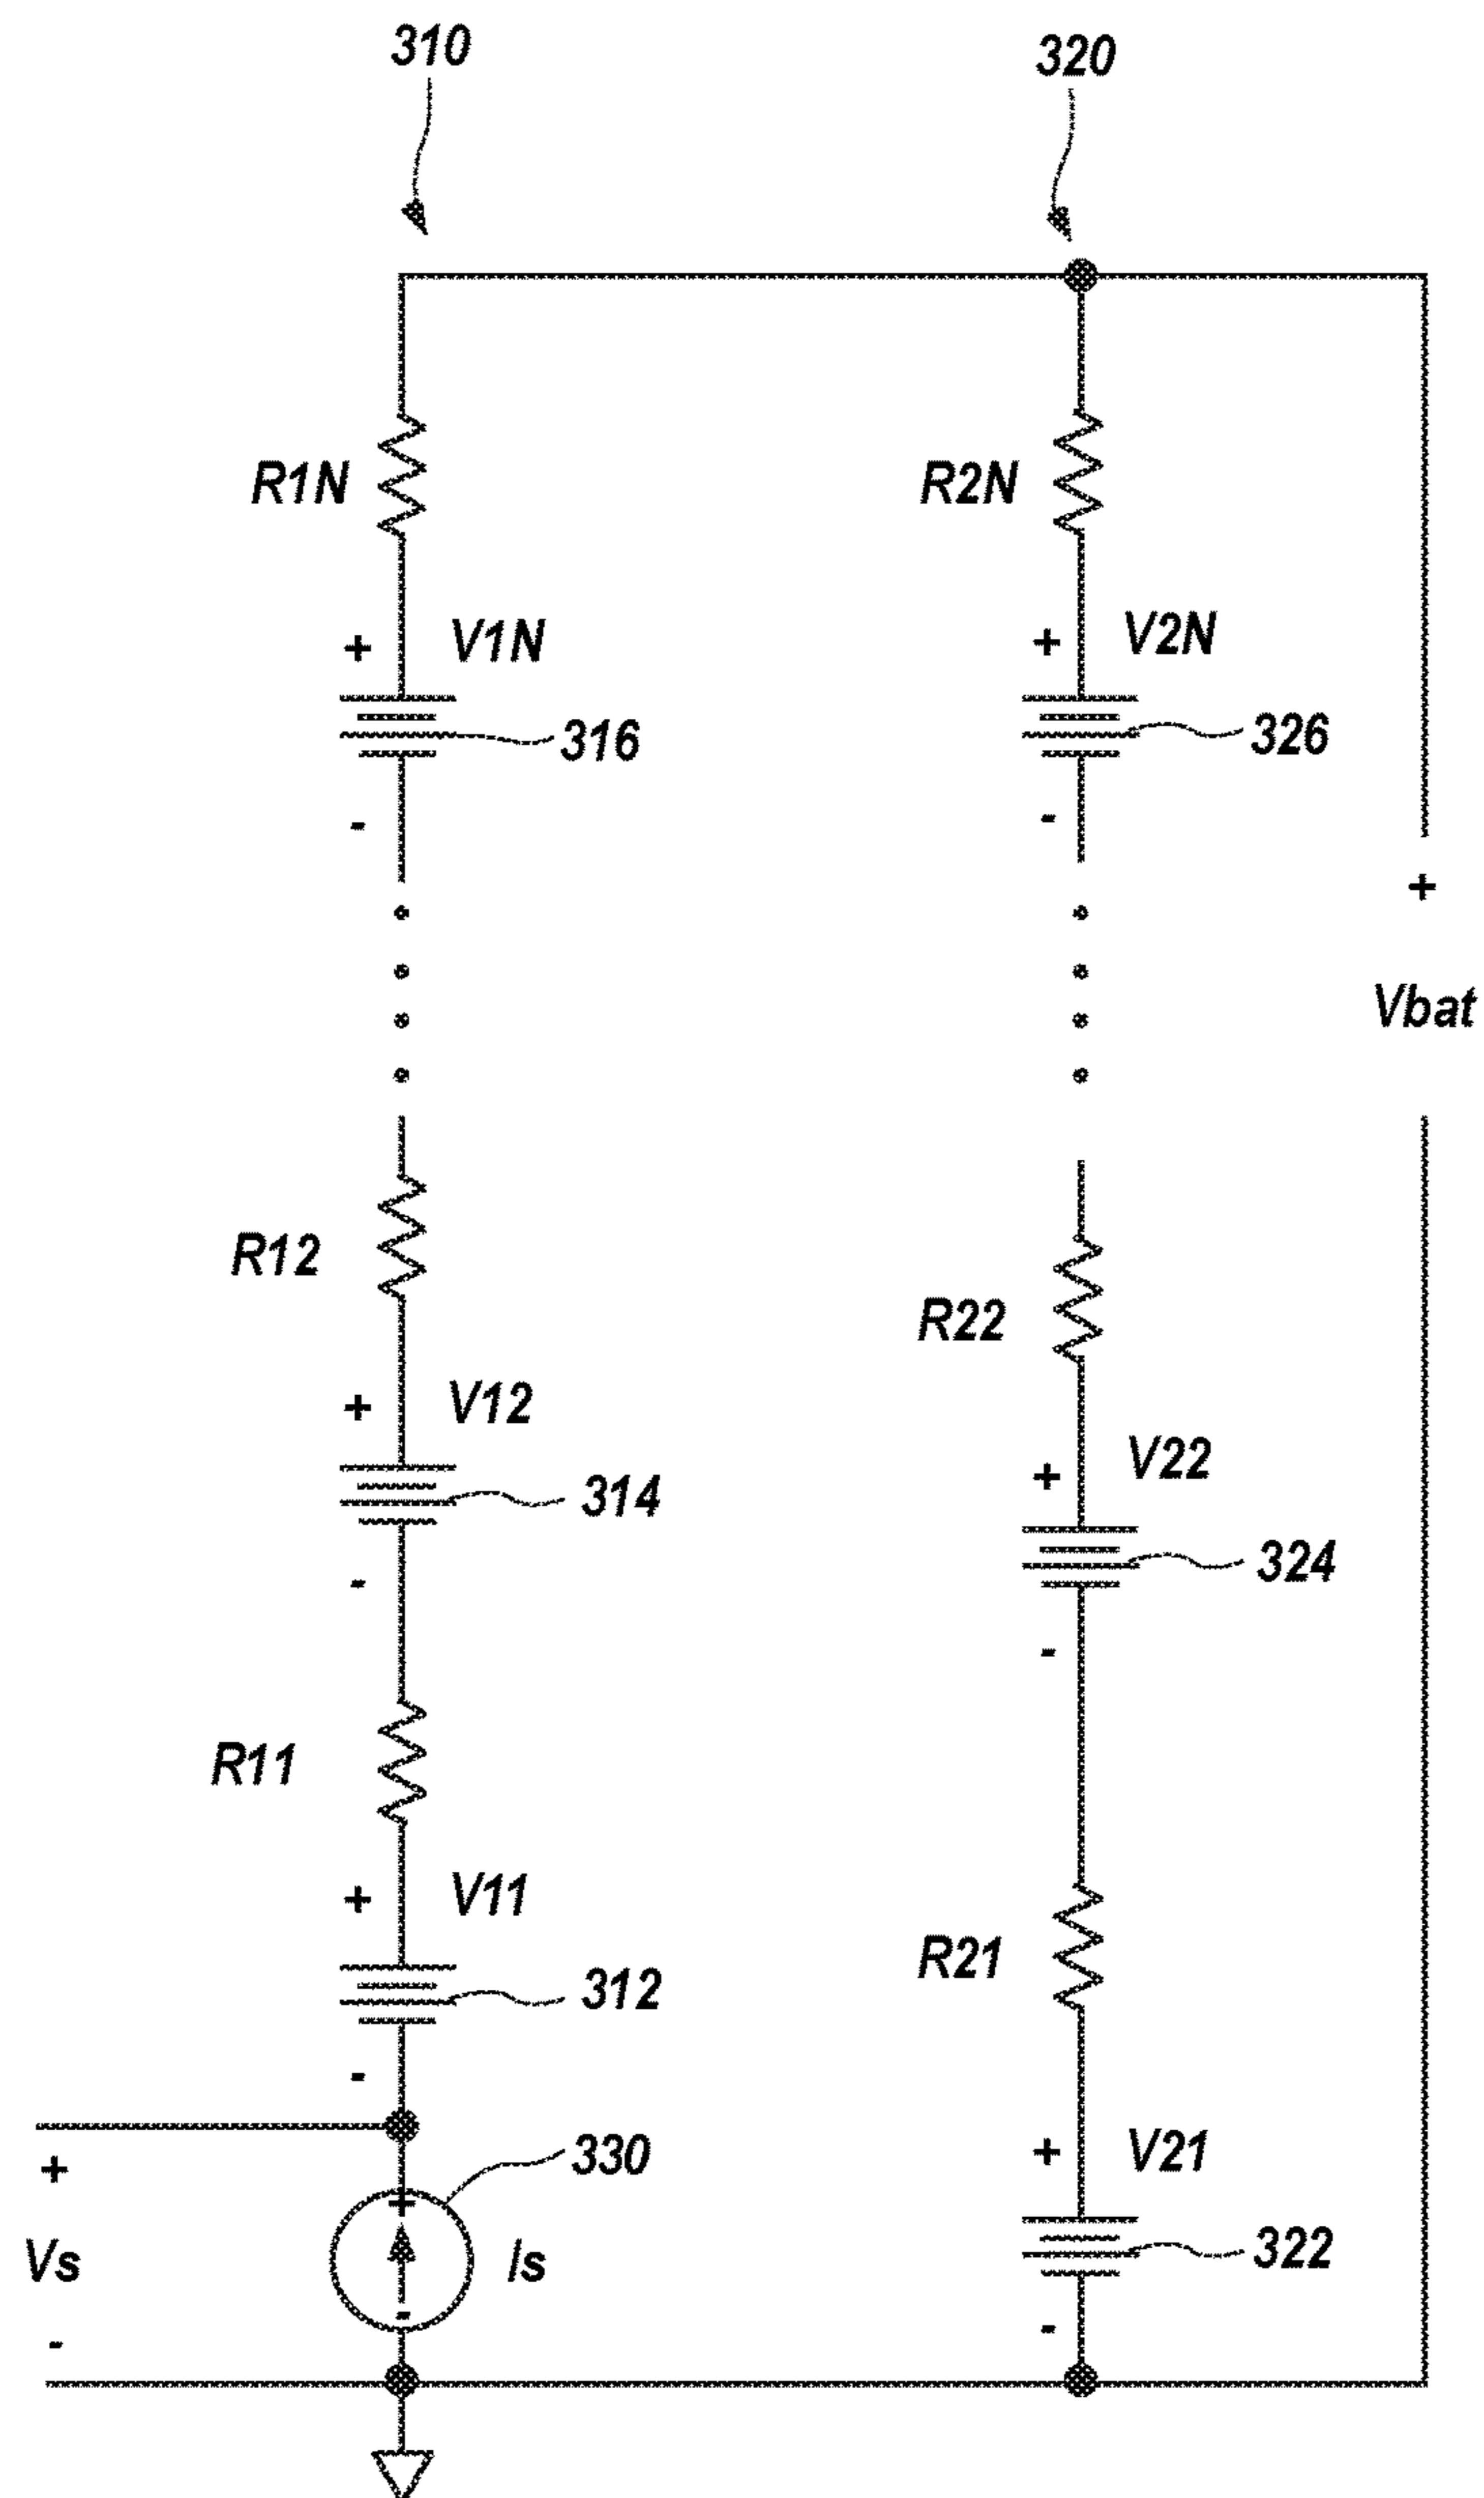 310
320
R1N
R2N
+
V1N
+
V2N
316
326
-
-
+
Vbat
R12
R22
+
V12
+
V22
314
324
-
-
R11
R21
+
V11
312
-
+
V21
330
+
+
Vs
Is
322
-
-
-